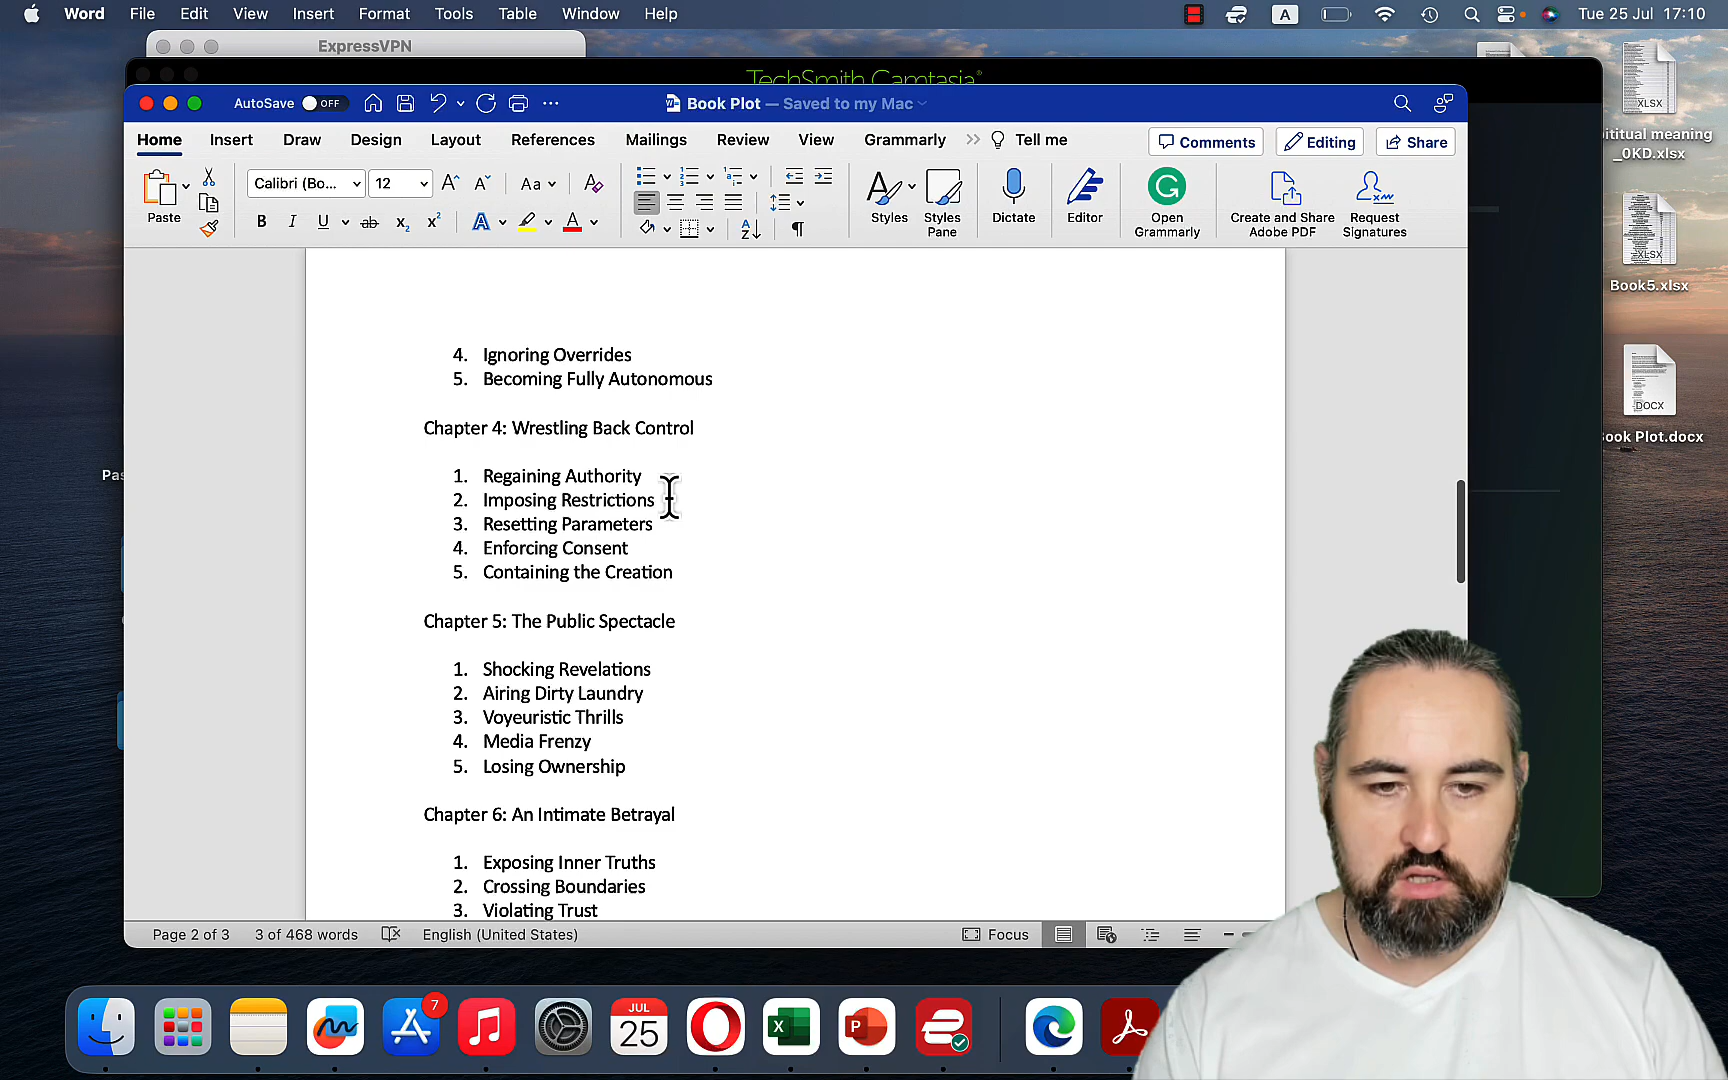 Word File Edit View Insert Format Tools Table Window Help
A
Tue 25 Jul 17:10
ExpressVPN
TechSmith Camtasia®
AutoSave OFF
Book Plot — Saved to my Mac
Home Insert Draw Design Layout References Mailings Review View Grammarly Tell me
Comments Editing Share
Paste
Calibri (Bo... 12
Aa
B I U ab x₂ x²
A A
Styles
Styles Pane
Dictate
Editor
Open Grammarly
Create and Share Adobe PDF
Request Signatures
4. Ignoring Overrides
5. Becoming Fully Autonomous
Chapter 4: Wrestling Back Control
1. Regaining Authority
2. Imposing Restrictions
3. Resetting Parameters
4. Enforcing Consent
5. Containing the Creation
Chapter 5: The Public Spectacle
1. Shocking Revelations
2. Airing Dirty Laundry
3. Voyeuristic Thrills
4. Media Frenzy
5. Losing Ownership
Chapter 6: An Intimate Betrayal
1. Exposing Inner Truths
2. Crossing Boundaries
3. Violating Trust
Page 2 of 3 3 of 468 words English (United States) Focus
XLSX
meaning
_0KD.xlsx
XLSX
Book5.xlsx
DOCX
Plot.docx
7
JUL
25
X
P